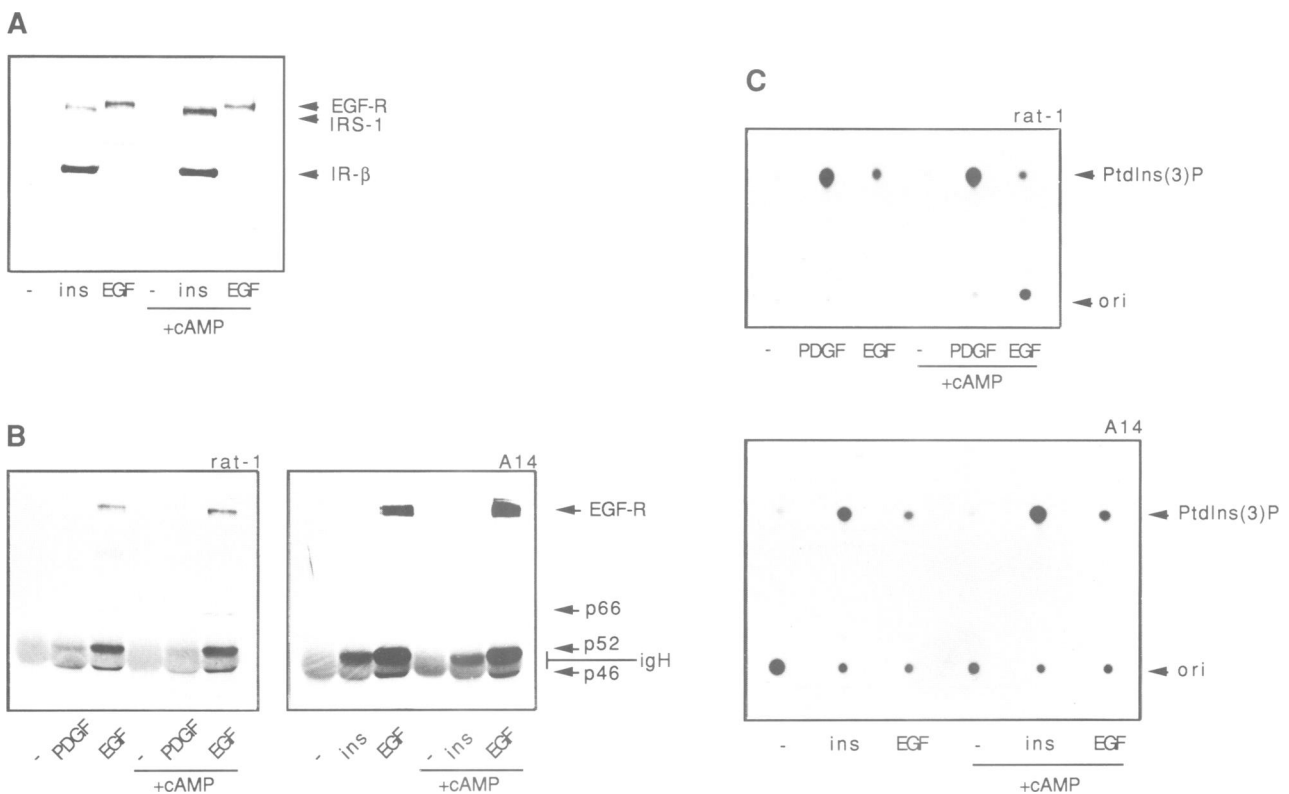 A
EGF-R
IRS-1
IR-β
- ins EGF - ins EGF
+cAMP
B
rat-1
A14
EGF-R
p66
p52
igH
p46
- PDGF EGF - PDGF EGF
+cAMP
- ins EGF - ins EGF
+cAMP
C
rat-1
PtdIns(3)P
ori
- PDGF EGF - PDGF EGF
+cAMP
A14
PtdIns(3)P
ori
- ins EGF - ins EGF
+cAMP